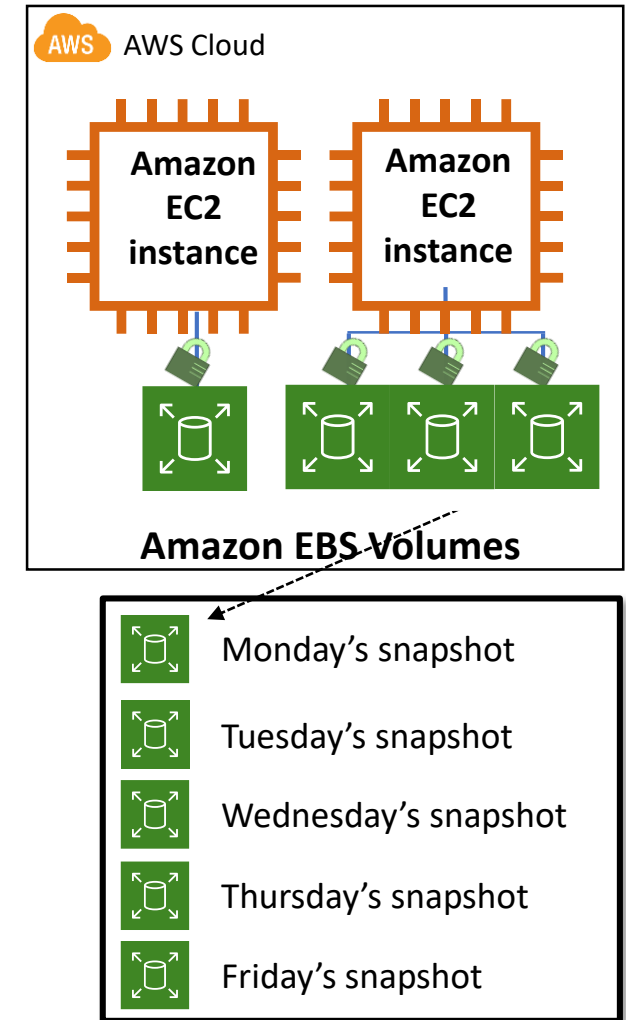 AWS
AWS Cloud
Amazon
EC2
instance
Amazon
EC2
instance
Amazon EBS Volumes
Monday’s snapshot
Tuesday’s snapshot
Wednesday’s snapshot
Thursday’s snapshot
Friday’s snapshot